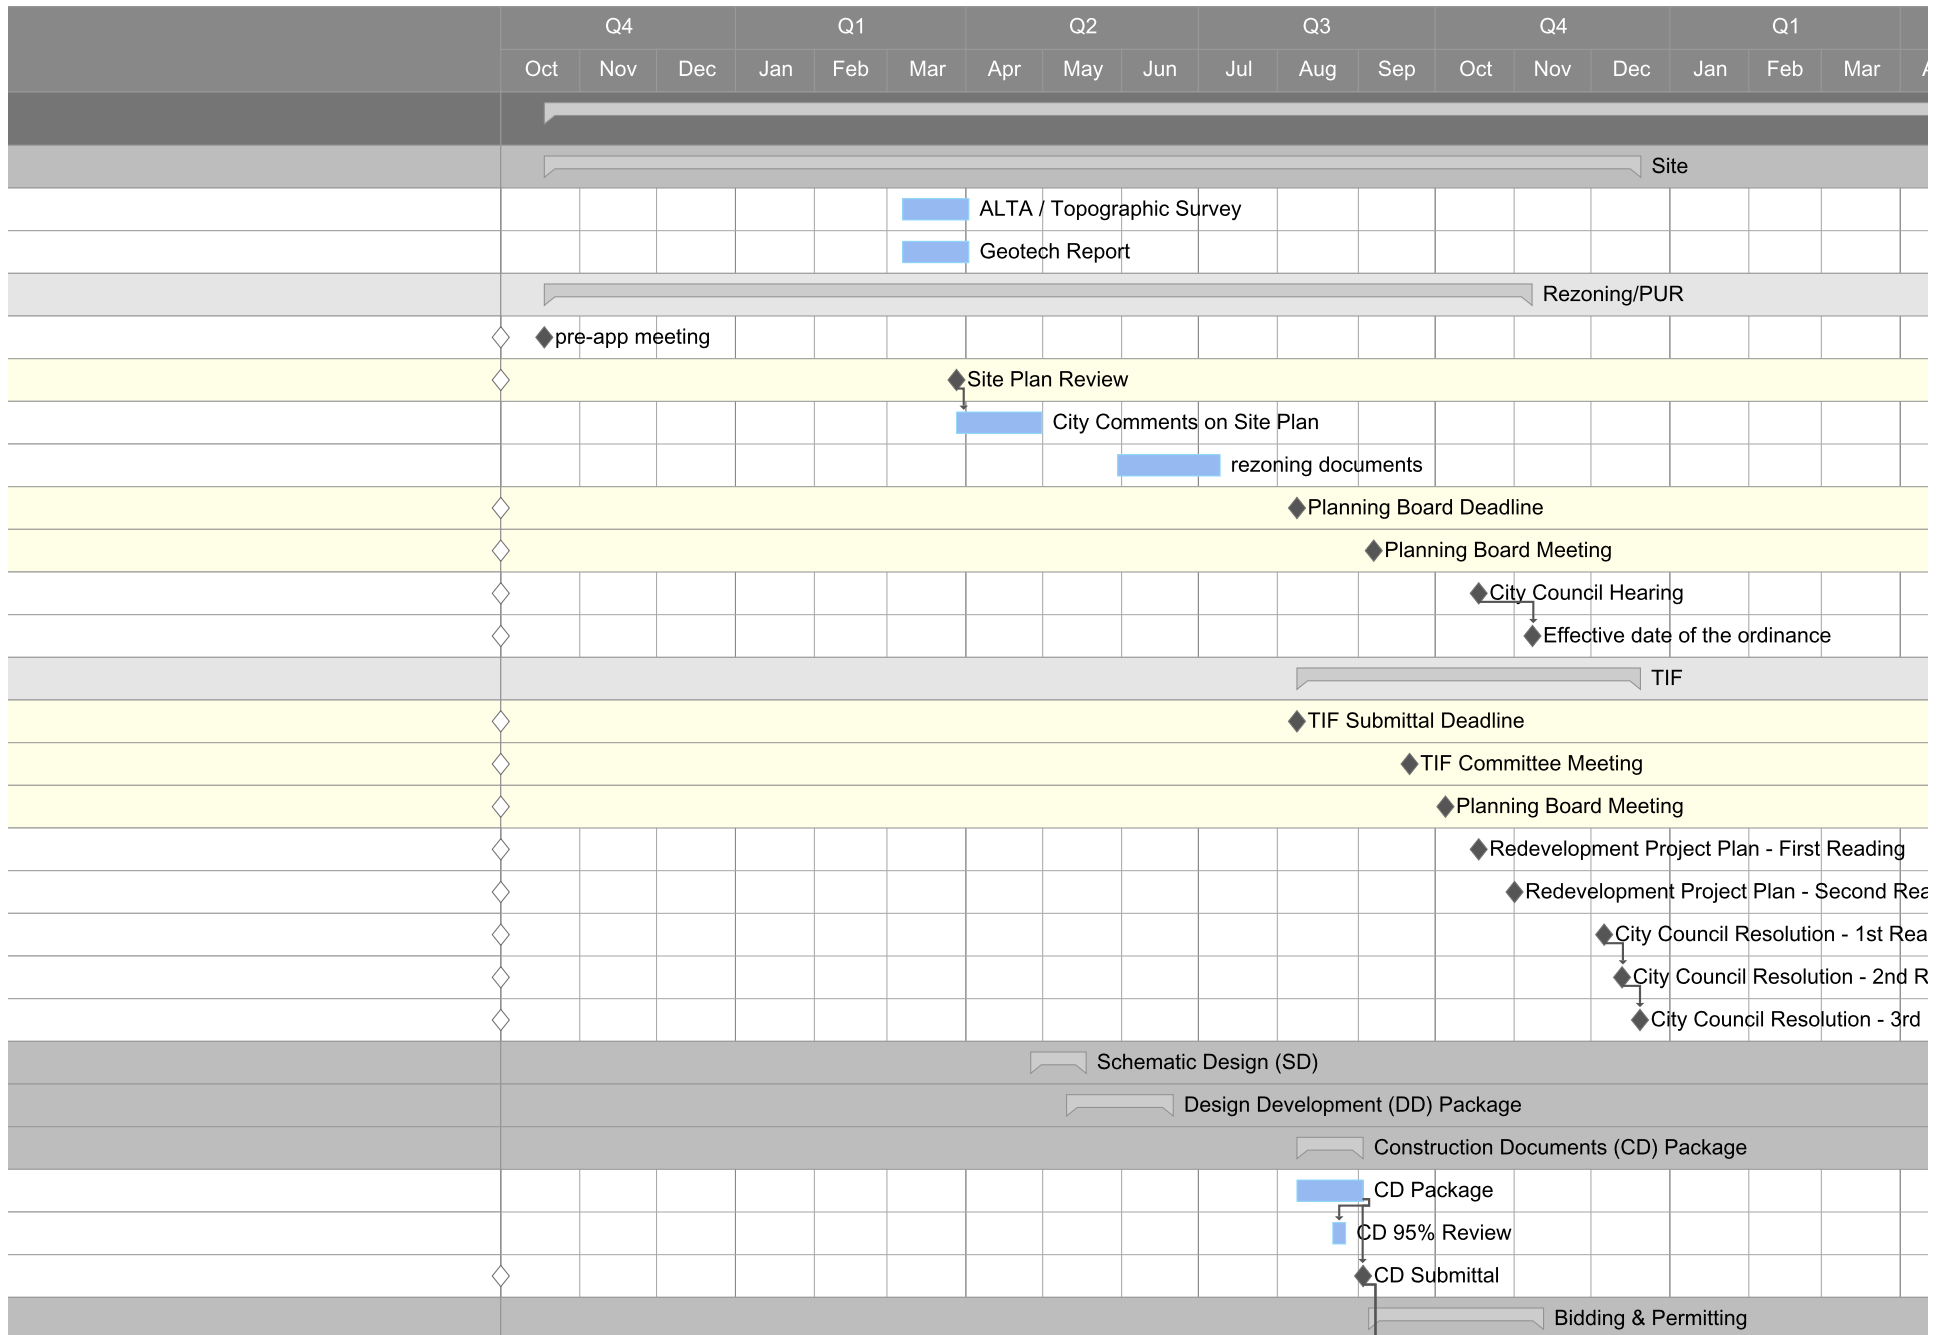 Q4 Q1 Q2 Q3 Q4 Q1
Oct Nov Dec Jan Feb Mar Apr May Jun Jul Aug Sep Oct Nov Dec Jan Feb Mar
Site
ALTA / Topographic Survey
Geotech Report
Rezoning/PUR
pre-app meeting
Site Plan Review
City Comments on Site Plan
rezoning documents
Planning Board Deadline
Planning Board Meeting
City Council Hearing
Effective date of the ordinance
TIF
TIF Submittal Deadline
TIF Committee Meeting
Planning Board Meeting
Redevelopment Project Plan - First Reading
Redevelopment Project Plan - Second Rea
City Council Resolution - 1st Rea
City Council Resolution - 2nd R
City Council Resolution - 3rd
Schematic Design (SD)
Design Development (DD) Package
Construction Documents (CD) Package
CD Package
CD 95% Review
CD Submittal
Bidding & Permitting